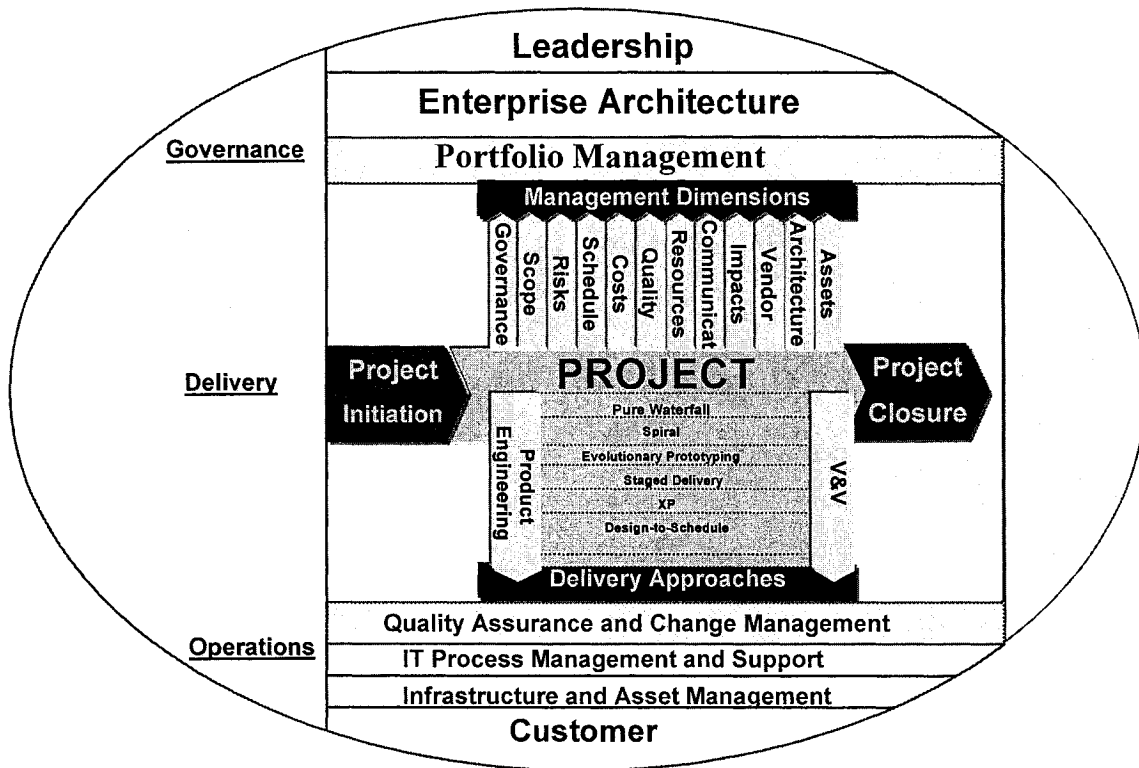 Leadership
Enterprise Architecture
Governance
Portfolio Management
Management Dimensions
Governance
Scope
Risks
Schedule
Costs
Quality
Resources
Communicat
Impacts
Vendor
Architecture
Assets
Delivery
Project
Initiation
PROJECT
Project
Closure
Product
Engineering
Pure Waterfall
Spiral
Evolutionary Prototyping
Staged Delivery
XP
Design-to-Schedule
V&V
Delivery Approaches
Operations
Quality Assurance and Change Management
IT Process Management and Support
Infrastructure and Asset Management
Customer